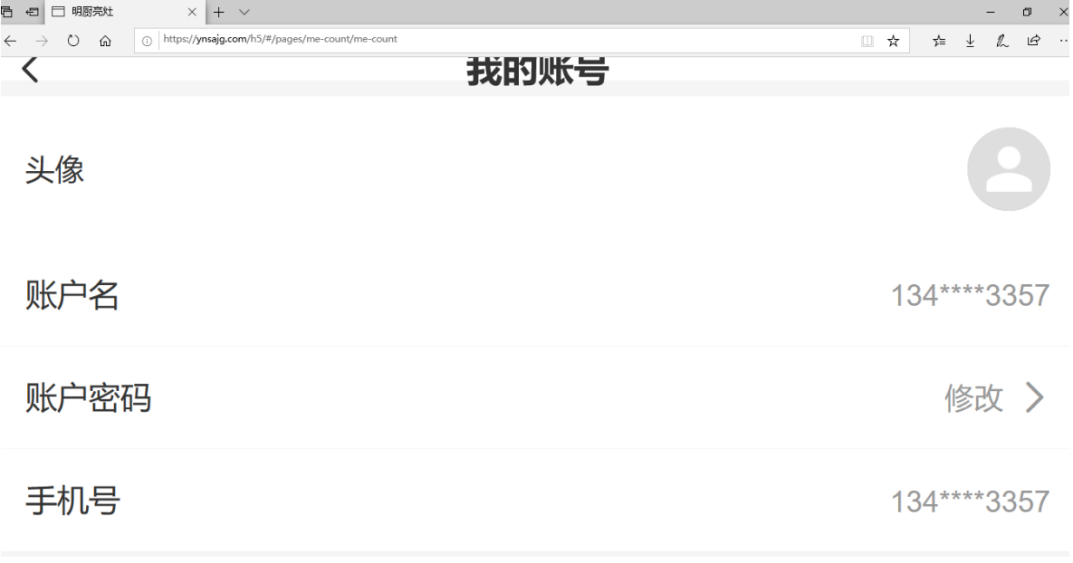 明厨亮灶
https://ynsajg.com/h5/#/pages/me-count/me-count
我的账号
头像
账户名 134****3357
账户密码 修改
手机号 134****3357